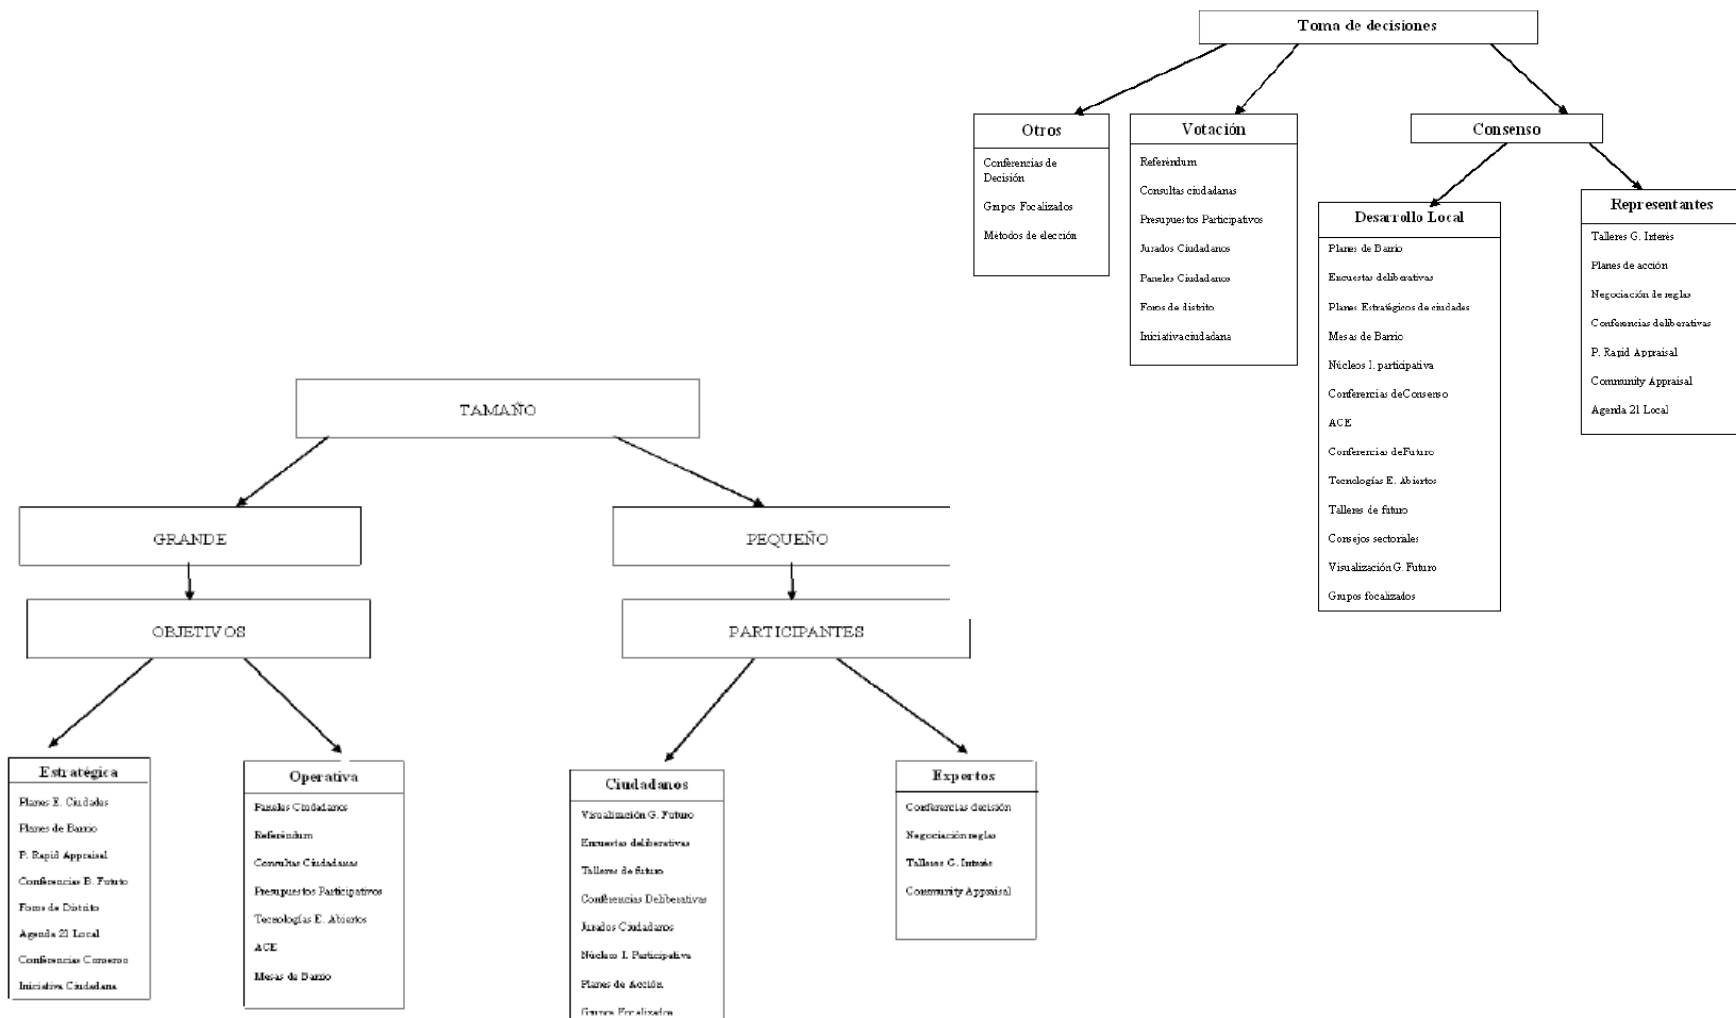 Toma de decisiones
Otros
Conferencias de
Decisión
Grupos Focalizados
Métodos de elección
Votación
Referéndum
Consultas ciudadanas
Presupuestos Participativos
Jurados Ciudadanos
Paneles Ciudadanos
Foros de distrito
Iniciativa ciudadana
Consenso
Desarrollo Local
Planes de Barrio
Encuestas deliberativas
Planes Estratégicos de ciudades
Mesas de Barrio
Núcleos I. participativa
Conferencias deConsenso
ACE
Conferencias deFuturo
Tecnologías E. Abiertos
Talleres de futuro
Consejos sectoriales
Visualización G. Futuro
Grupos focalizados
Representantes
Talleres G. Interés
Planes de acción
Negociación de reglas
Conferencias deliberativas
P. Rapid Appraisal
Community Appraisal
Agenda 21 Local
TAMAÑO
GRANDE
PEQUEÑO
OBJETIVOS
PARTICIPANTES
Estratégica
Planes E. Ciudades
Planes de Barrio
P. Rapid Appraisal
Conferencias B. Fututo
Foros de Distrito
Agenda 21 Local
Conferencias Consenso
Iniciativa Ciudadana
Operativa
Paneles Ciudadanos
Referéndum
Consultas Ciudadanas
Presupuestos Participativos
Tecnologías E. Abiertos
ACE
Mesas de Barrio
Ciudadanos
Visualización G. Futuro
Encuestas deliberativas
Talleres de futuro
Conferencias Deliberativas
Jurados Ciudadanos
Núcleo I. Participativa
Planes de Acción
Grupos Focalizados
Expertos
Conferencias decisión
Negociación reglas
Talleres G. Interés
Community Appraisal